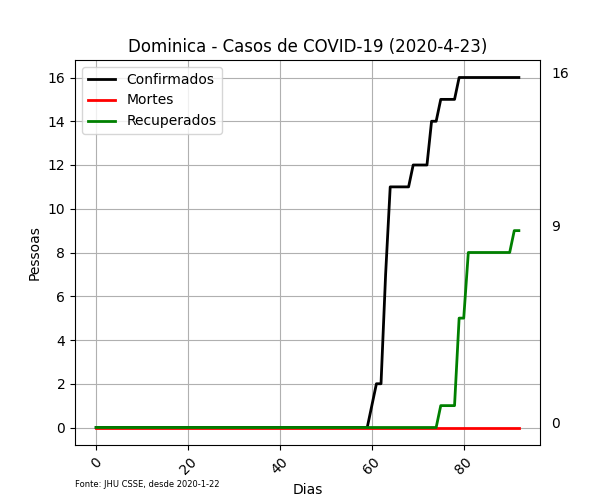 Dominica - Casos de COVID-19 (2020-4-23)
Confirmados
Mortes
Recuperados
16
14
12
10
8
6
4
2
0
Pessoas
16
9
0
0
20
40
60
80
Dias
Fonte: JHU CSSE, desde 2020-1-22